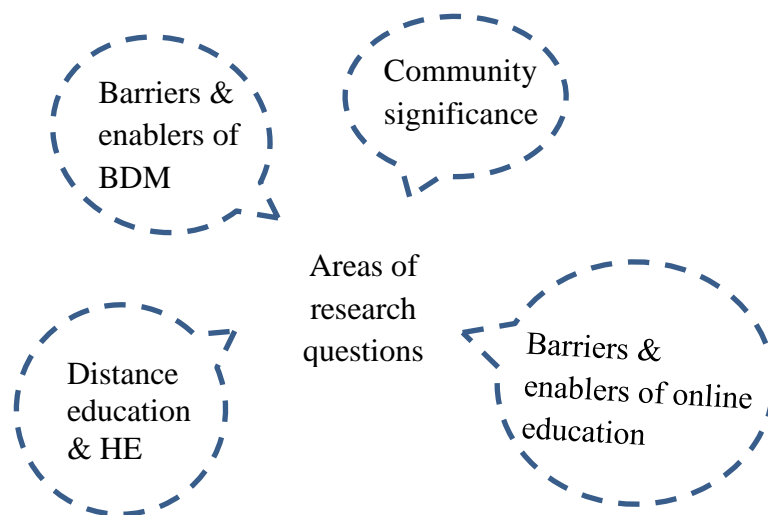 Barriers &
enablers of
BDM
Community
significance
Areas of
research
questions
Distance
education
& HE
Barriers &
enablers of online
education